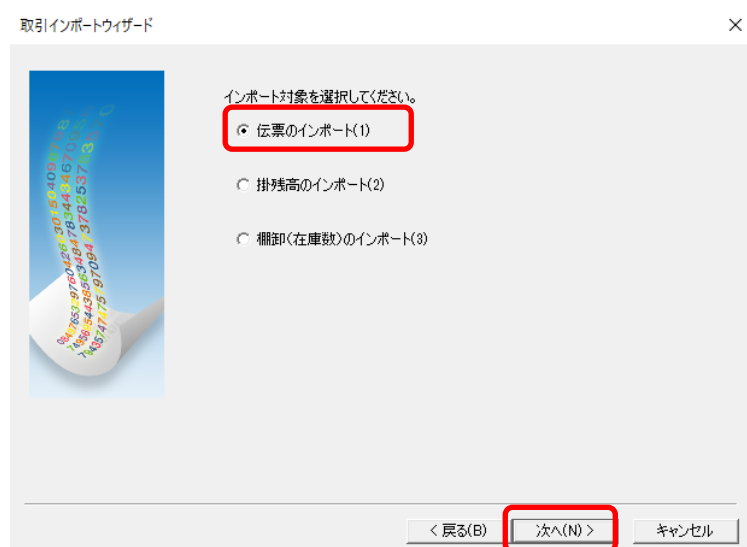 取引インポートウィザード
インポート対象を選択してください。
伝票のインポート(1)
掛残高のインポート(2)
棚卸(在庫数)のインポート(3)
< 戻る(B)
次へ(N) >
キャンセル